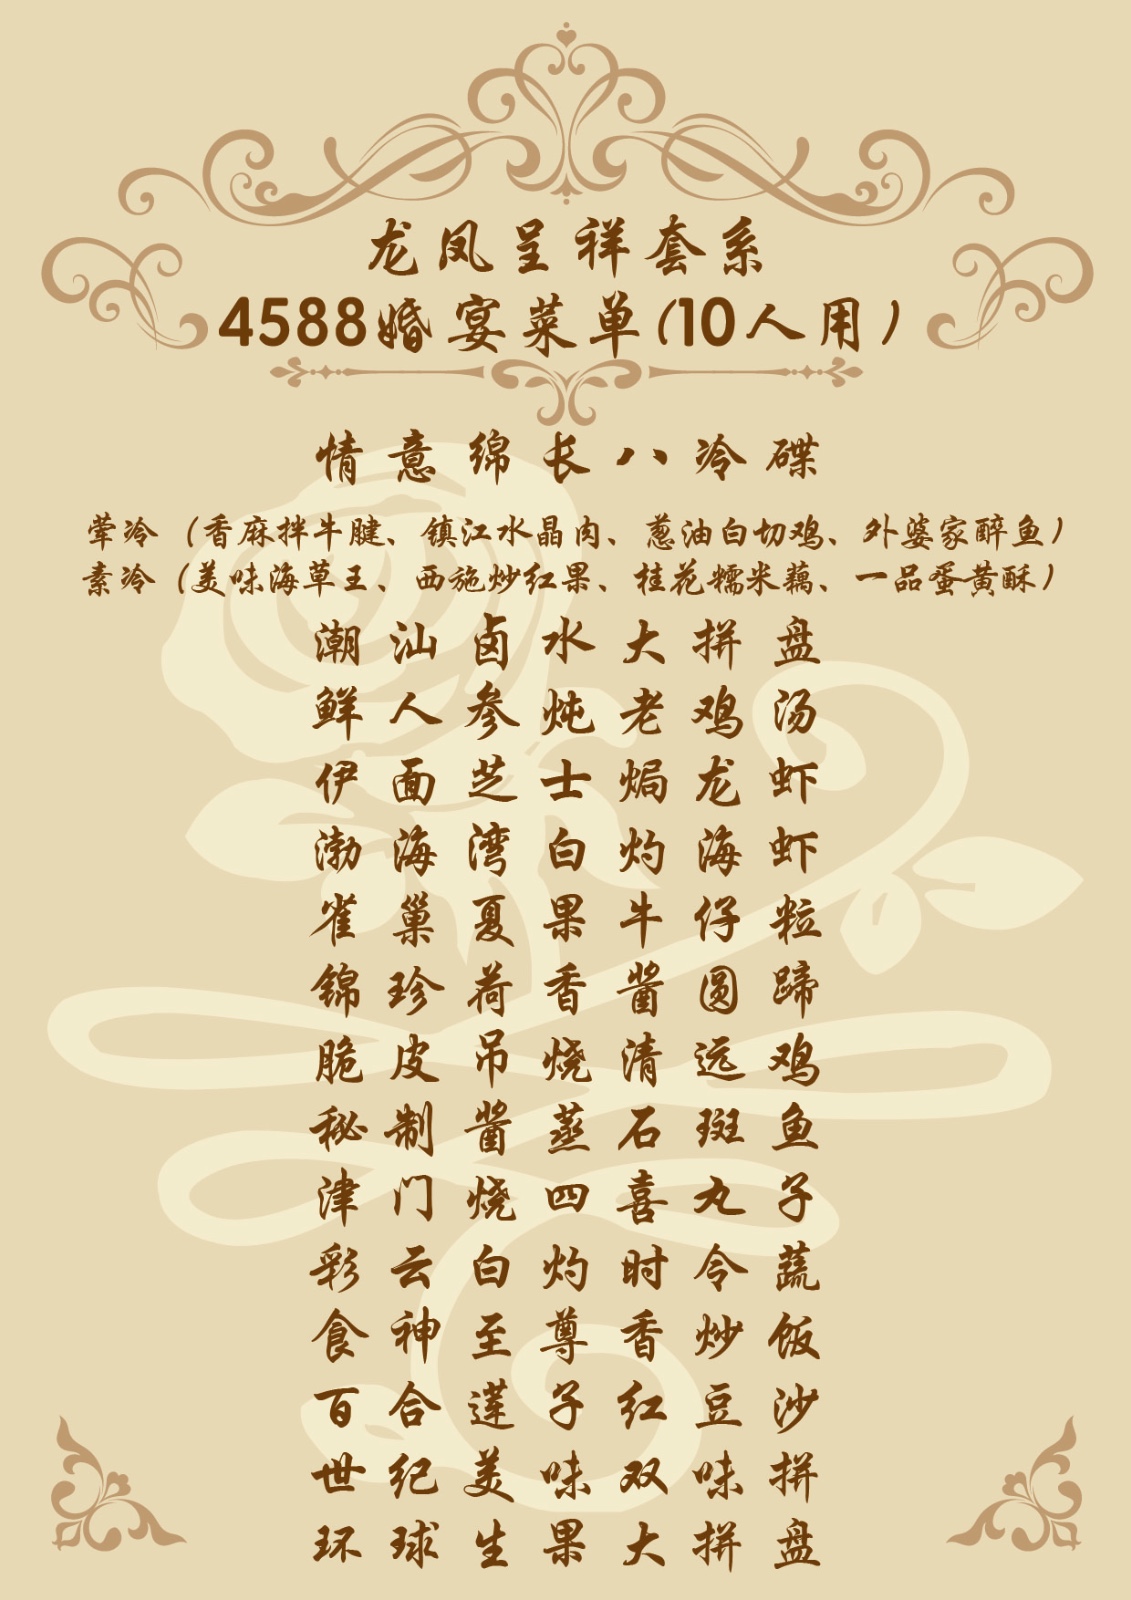 龙凤呈祥套系
4588婚宴菜单(10人用)
情意绵长八冷碟
荤冷（香麻拌牛腱、镇江水晶肉、葱油白切鸡、外婆家醉鱼）
素冷（美味海草王、西施炒红果、桂花糯米藕、一品蛋黄酥）
潮汕卤水大拼盘
鲜人参炖老鸡汤
伊面芝士焗龙虾
渤海湾白灼海虾
雀巢夏果牛仔粒
锦珍荷香酱圆蹄
脆皮吊烧清远鸡
秘制酱蒸石斑鱼
津门烧四喜丸子
彩云白灼时令蔬
食神至尊香炒饭
百合莲子红豆沙
世纪美味双味拼
环球生果大拼盘